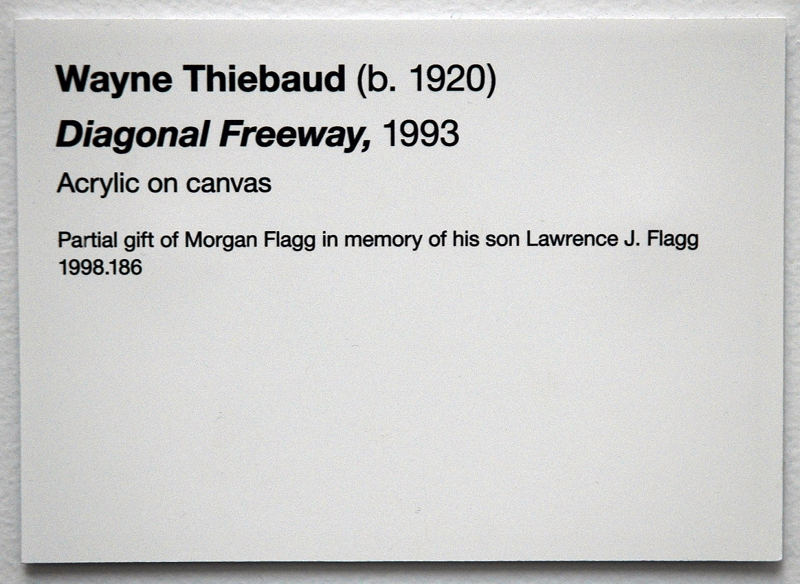 Wayne Thiebaud (b. 1920)
Diagonal Freeway, 1993
Acrylic on canvas
Partial gift of Morgan Flagg in memory of his son Lawrence J. Flagg
1998.186